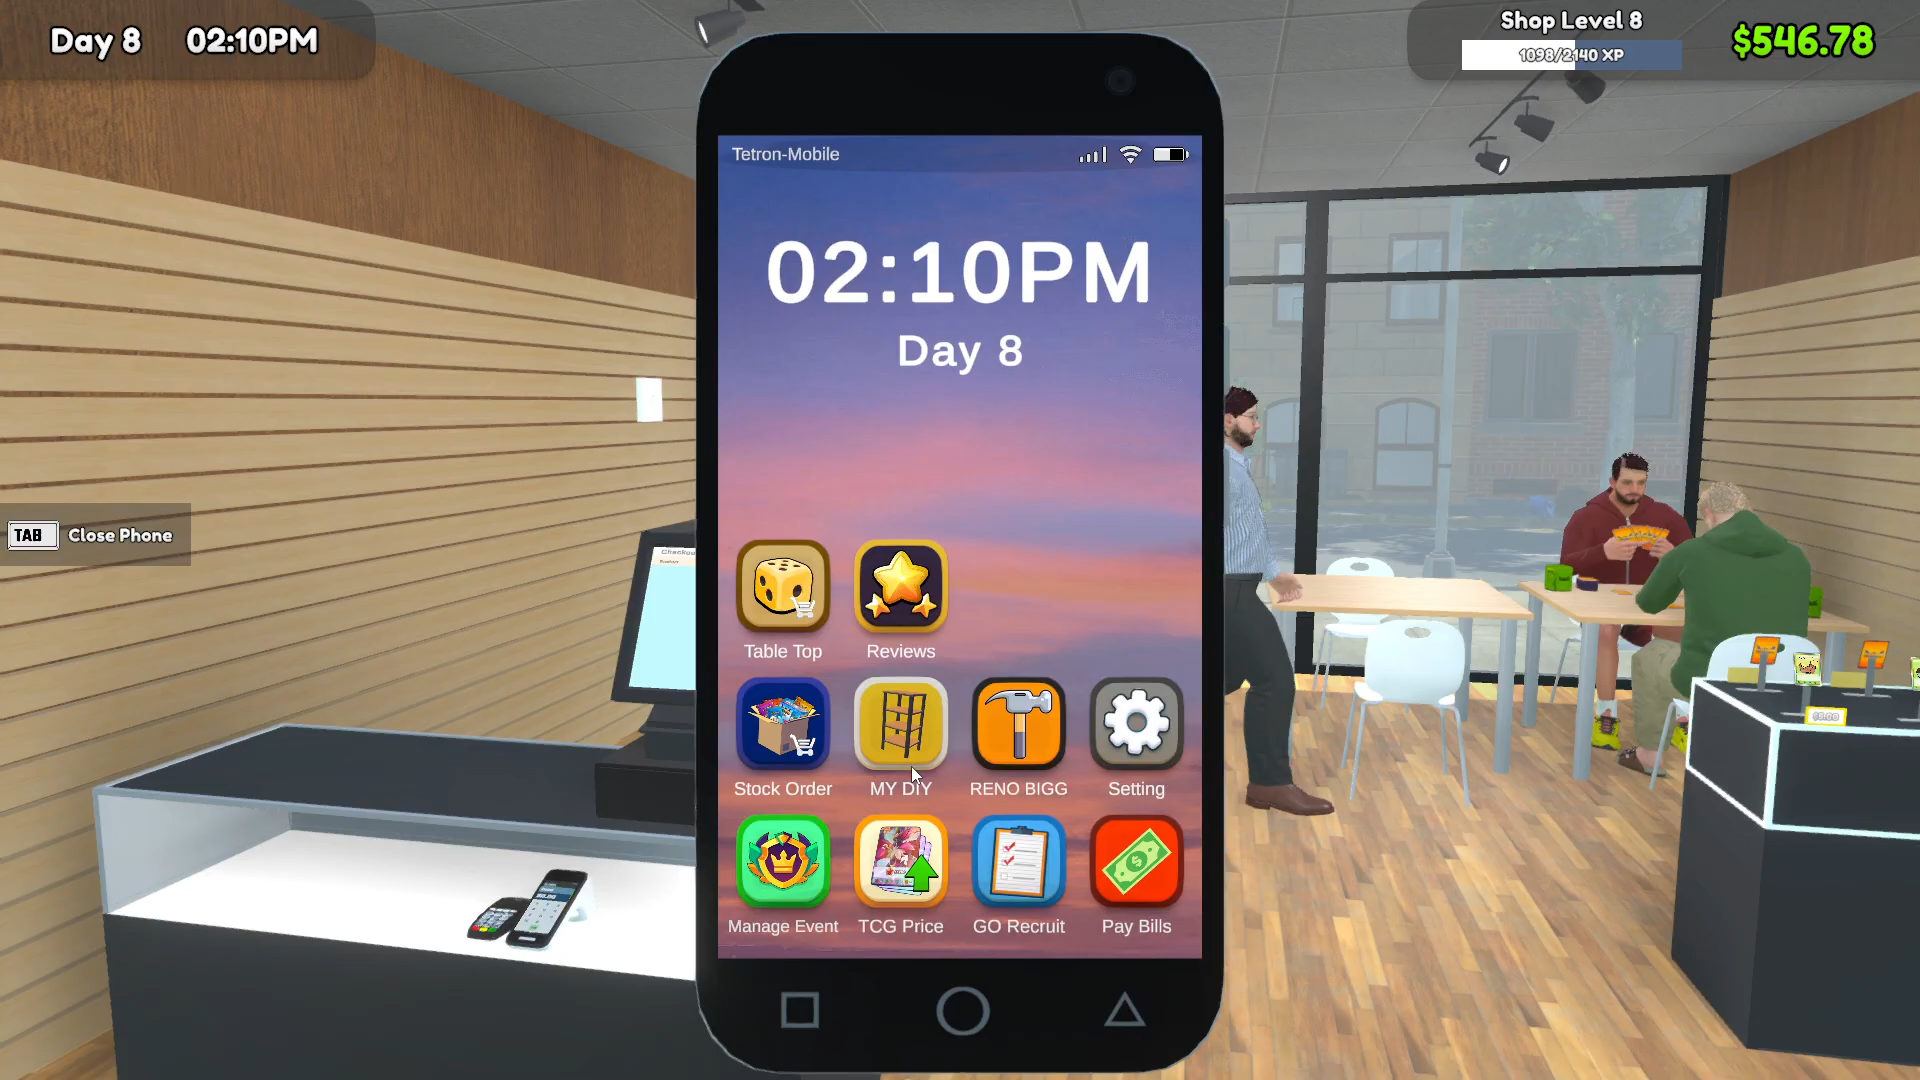 Day 8 02:10PM
Shop Level 8
1098/2140 XP
$546.78
Tetron-Mobile
02:10PM
Day 8
TAB Close Phone
Table Top Reviews
Stock Order MY DIY RENO BIGG Setting
Manage Event TCG Price GO Recruit Pay Bills